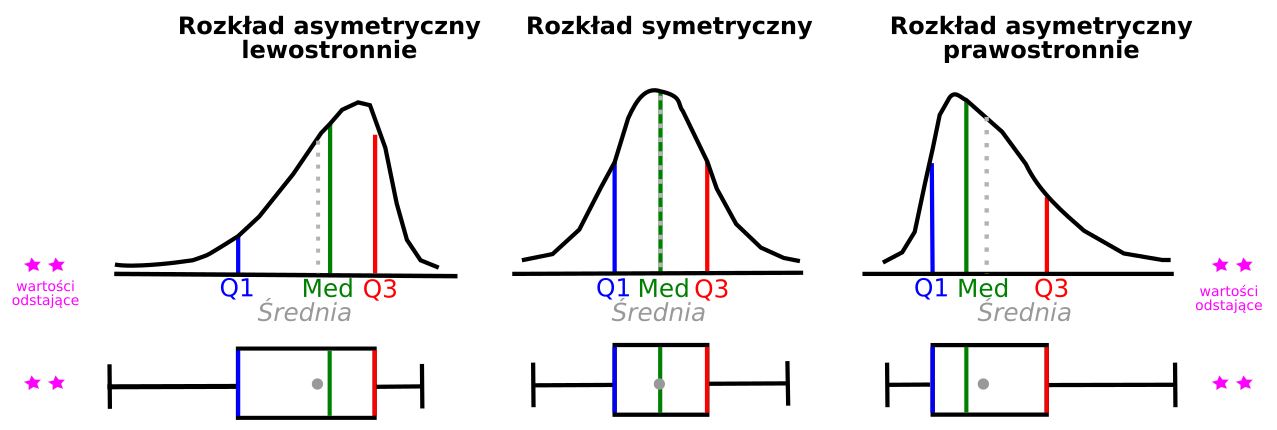 Rozkład asymetryczny
lewostronnie
Rozkład symetryczny
Rozkład asymetryczny
prawostronnie
wartości
odstające
Q1 Med Q3
Średnia
Q1 Med Q3
Średnia
Q1 Med Q3
Średnia
wartości
odstające